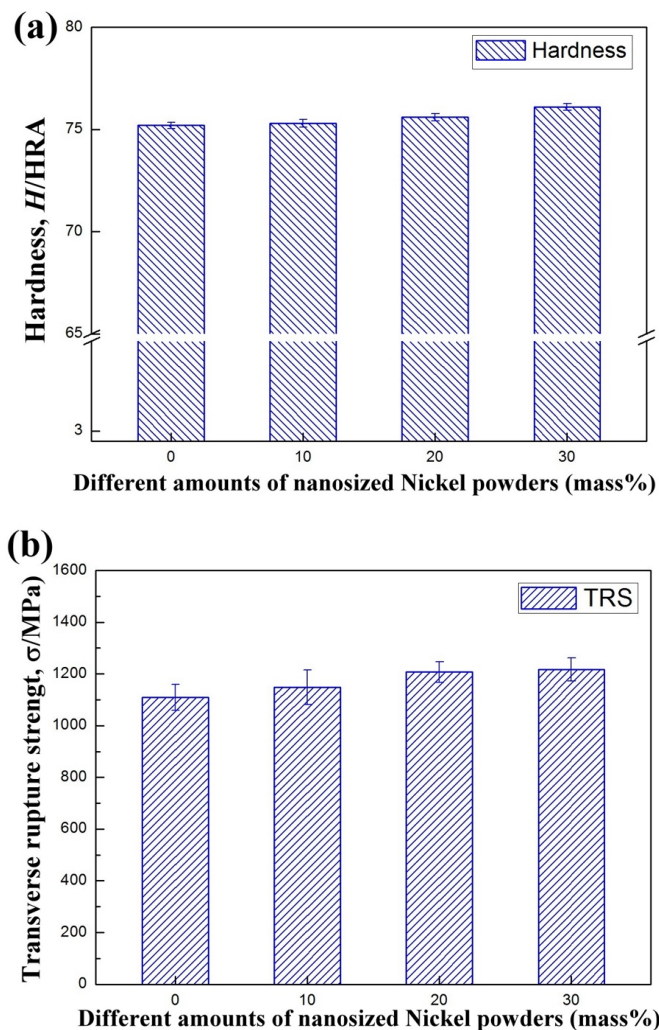 (a)
80
Hardness
75
70
65
3
Hardness, H/HRA
0 10 20 30
Different amounts of nanosized Nickel powders (mass%)
(b)
1600
TRS
1400
1200
1000
800
600
400
200
0
Transverse rupture strengt, σ/MPa)
0 10 20 30
Different amounts of nanosized Nickel powders (mass%)